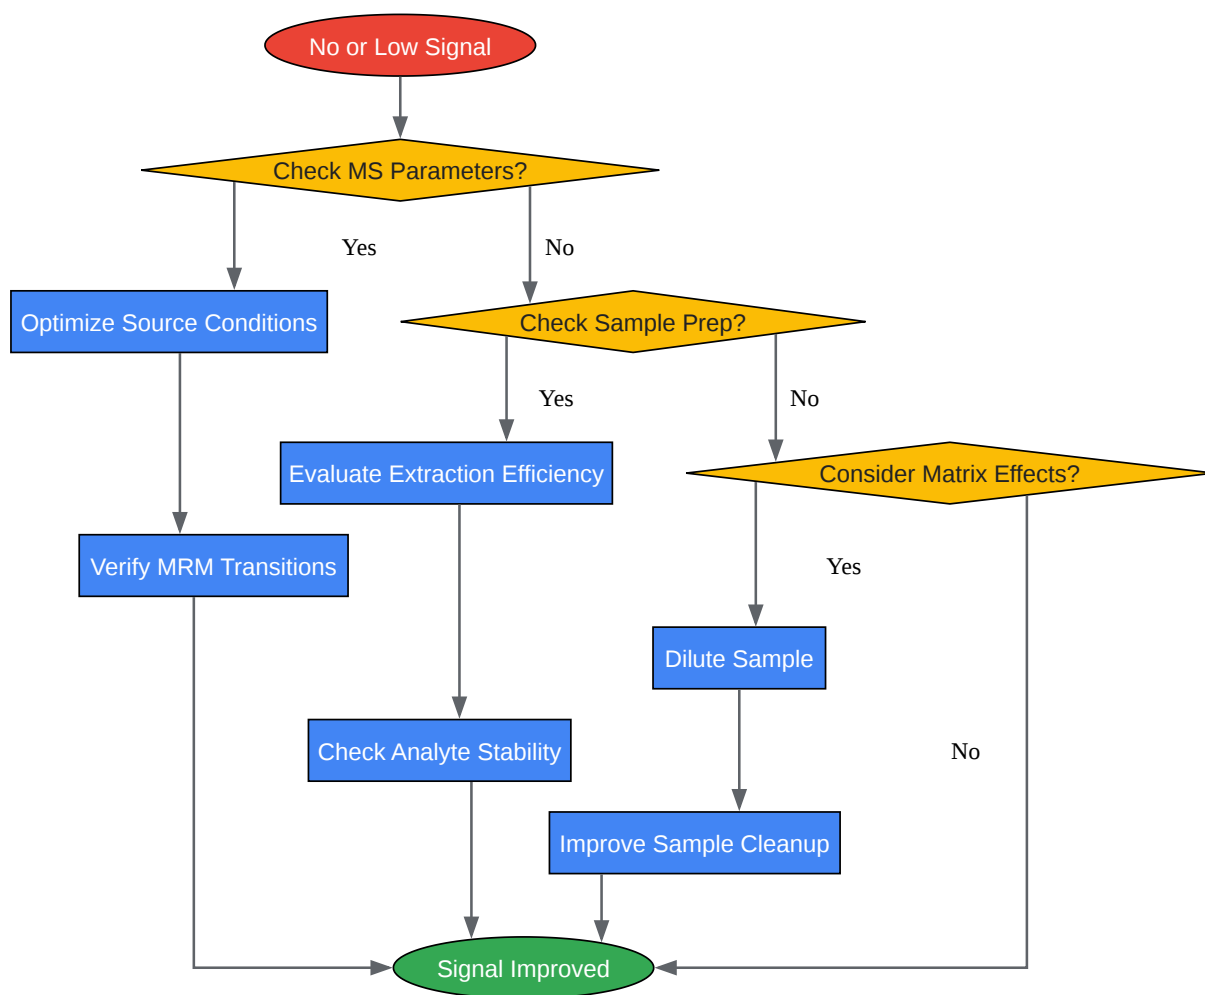 No or Low Signal
Check MS Parameters?
Yes
No
Optimize Source Conditions
Check Sample Prep?
Yes
No
Evaluate Extraction Efficiency
Consider Matrix Effects?
Verify MRM Transitions
Yes
Dilute Sample
Check Analyte Stability
No
Improve Sample Cleanup
Signal Improved